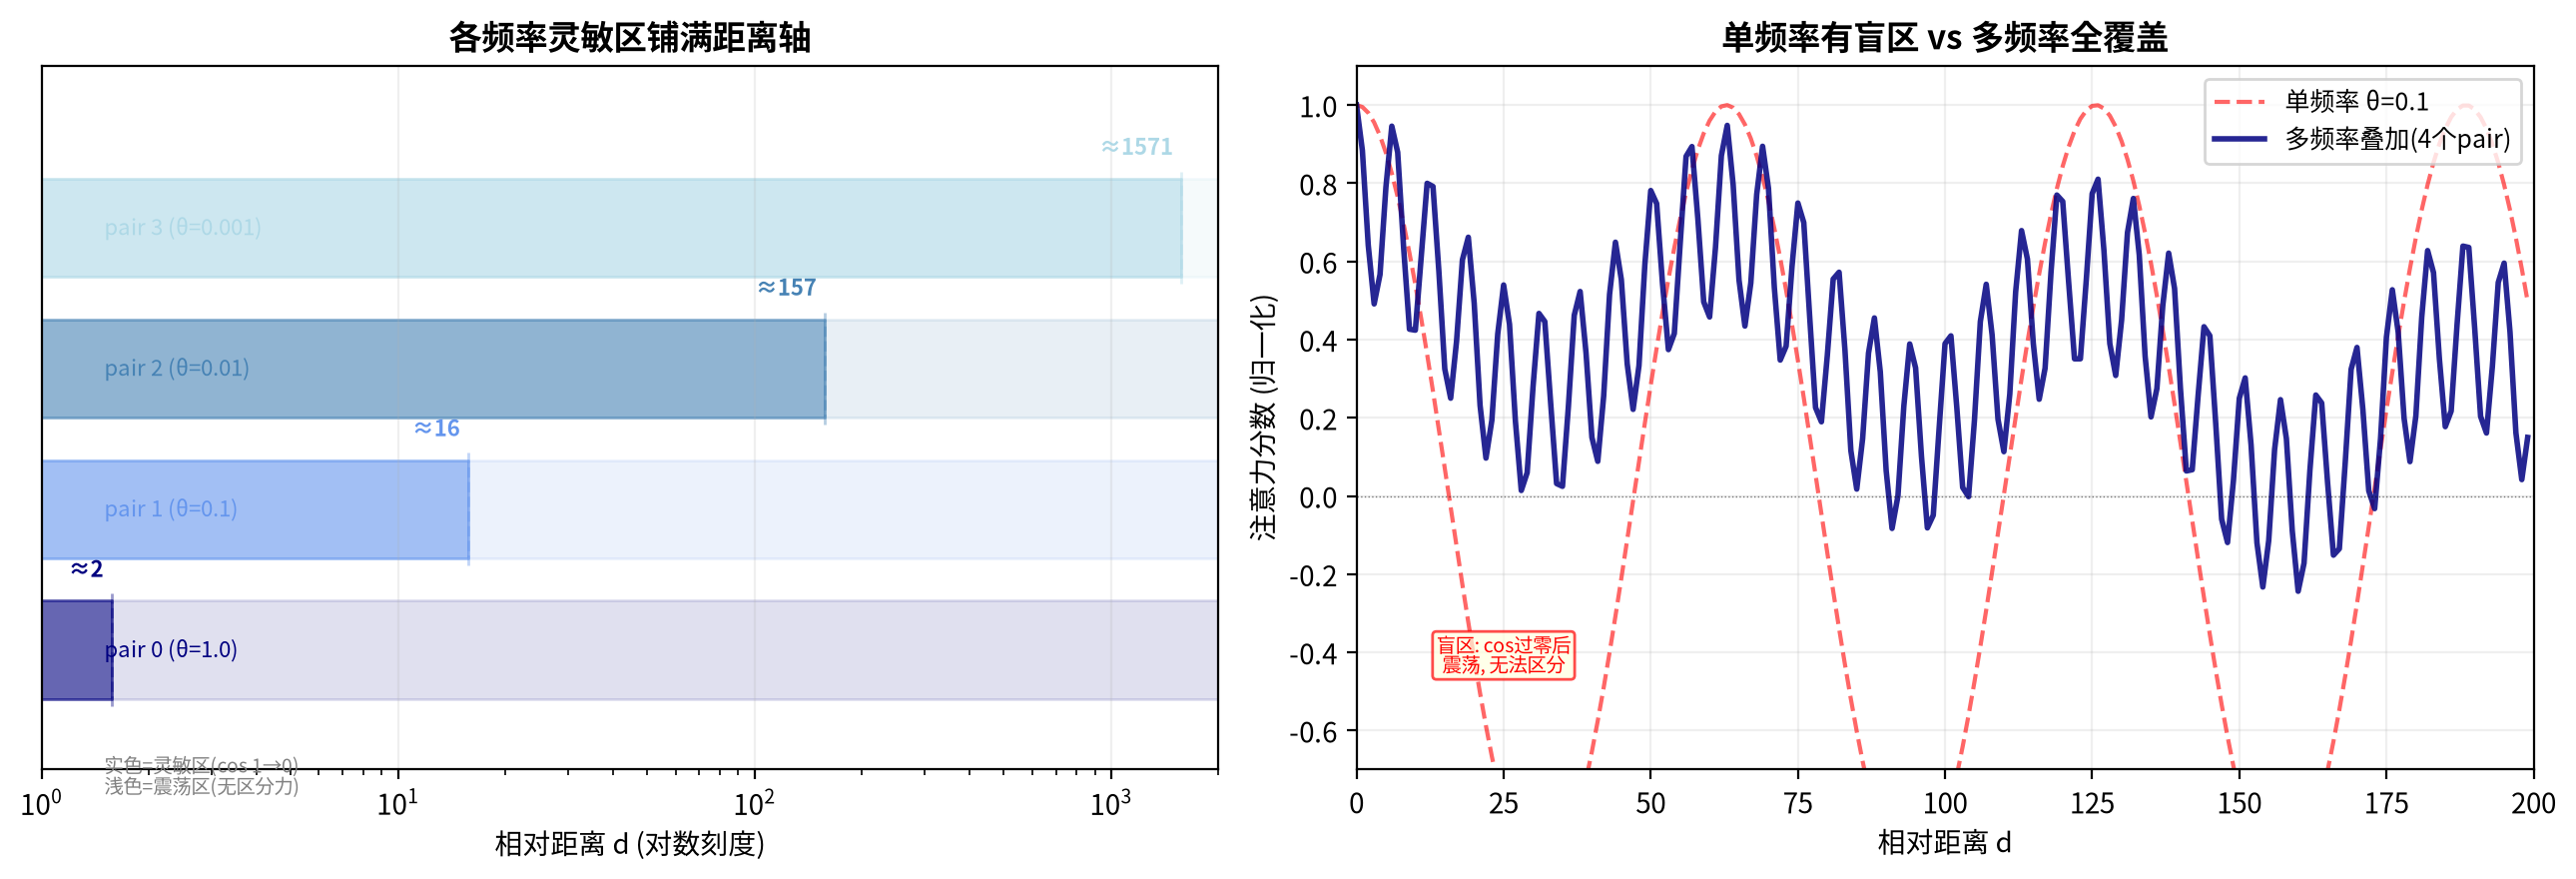 各频率灵敏区铺满距离轴
≈1571
pair 3 (θ=0.001)
≈157
pair 2 (θ=0.01)
≈16
pair 1 (θ=0.1)
≈2
pair 0 (θ=1.0)
实色=灵敏区(cos 1→0)
浅色=震荡区(无区分力)
10⁰ 10¹ 10² 10³
相对距离 d (对数刻度)
单频率有盲区 vs 多频率全覆盖
单频率 θ=0.1
多频率叠加(4个pair)
注意力分数 (归一化)
1.0
0.8
0.6
0.4
0.2
0.0
-0.2
-0.4
-0.6
盲区: cos过零后
震荡, 无法区分
0 25 50 75 100 125 150 175 200
相对距离 d